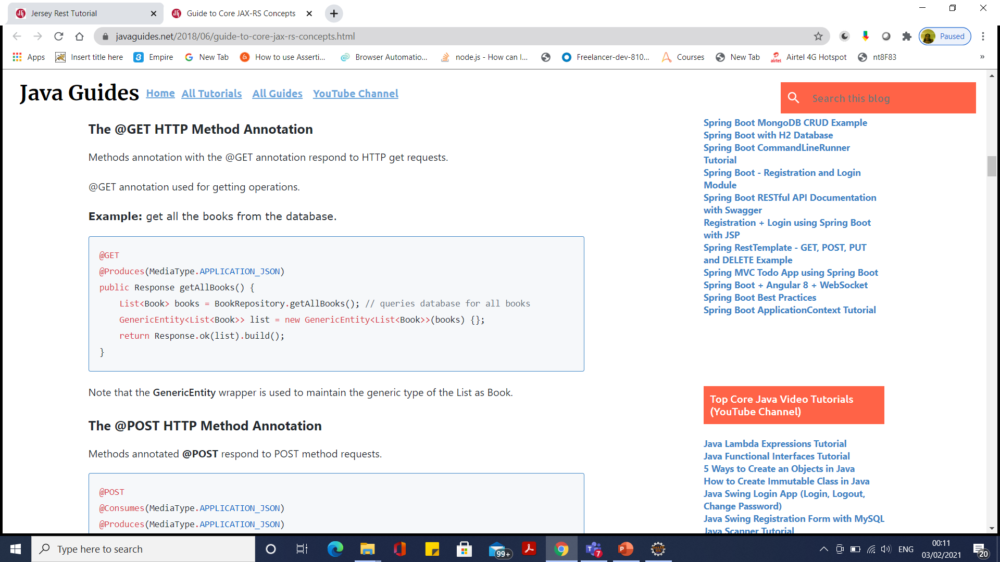 Jersey Rest Tutorial
Guide to Core JAX-RS Concepts
javaguides.net/2018/06/guide-to-core-jax-rs-concepts.html
Paused
Apps
Insert title here
Empire
New Tab
How to use Asserti...
Browser Automatio...
node.js - How can I...
Freelancer-dev-810...
Courses
New Tab
Airtel 4G Hotspot
nt8F83
»
Java Guides
Home
All Tutorials
All Guides
YouTube Channel
Search this blog
The @GET HTTP Method Annotation
Methods annotation with the @GET annotation respond to HTTP get requests.
@GET annotation used for getting operations.
Example: get all the books from the database.
@GET
@Produces(MediaType.APPLICATION_JSON)
public Response getAllBooks() {
    List<Book> books = BookRepository.getAllBooks(); // queries database for all books
    GenericEntity<List<Book>> list = new GenericEntity<List<Book>>(books) {};
    return Response.ok(list).build();
}
Note that the GenericEntity wrapper is used to maintain the generic type of the List as Book.
The @POST HTTP Method Annotation
Methods annotated @POST respond to POST method requests.
@POST
@Consumes(MediaType.APPLICATION_JSON)
@Produces(MediaType.APPLICATION_JSON)
Spring Boot MongoDB CRUD Example
Spring Boot with H2 Database
Spring Boot CommandLineRunner
Tutorial
Spring Boot - Registration and Login
Module
Spring Boot RESTful API Documentation
with Swagger
Registration + Login using Spring Boot
with JSP
Spring RestTemplate - GET, POST, PUT
and DELETE Example
Spring MVC Todo App using Spring Boot
Spring Boot + Angular 8 + WebSocket
Spring Boot Best Practices
Spring Boot ApplicationContext Tutorial
Top Core Java Video Tutorials
(YouTube Channel)
Java Lambda Expressions Tutorial
Java Functional Interfaces Tutorial
5 Ways to Create an Objects in Java
How to Create Immutable Class in Java
Java Swing Login App (Login, Logout,
Change Password)
Java Swing Registration Form with MySQL
Java Scanner Tutorial
Type here to search
99+
7
ENG
00:11
03/02/2021
20